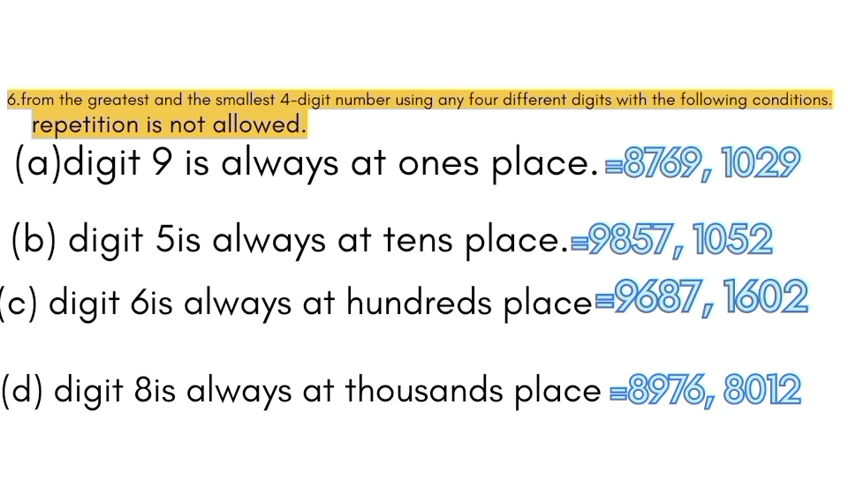 6.from the greatest and the smallest 4-digit number using any four different digits with the following conditions.
repetition is not allowed.
(a)digit 9 is always at ones place. =8769, 1029
(b) digit 5is always at tens place.=9857, 1052
(c) digit 6is always at hundreds place=9687, 1602
(d) digit 8is always at thousands place =8976, 8012